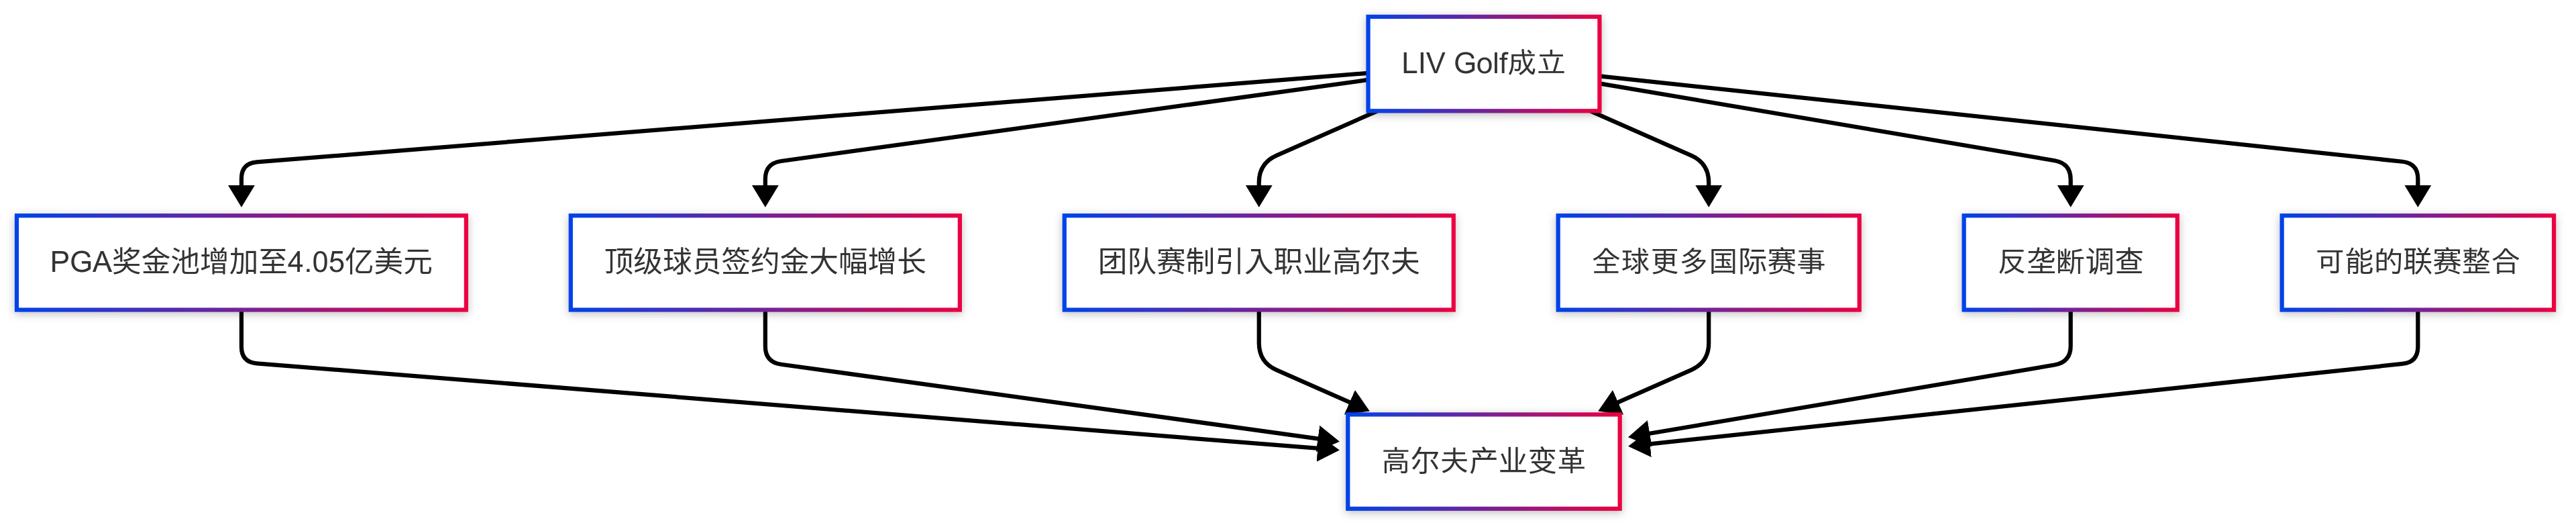 LIV Golf成立
PGA奖金池增加至4.05亿美元
顶级球员签约金大幅增长
团队赛制引入职业高尔夫
全球更多国际赛事
反垄断调查
可能的联赛整合
高尔夫产业变革